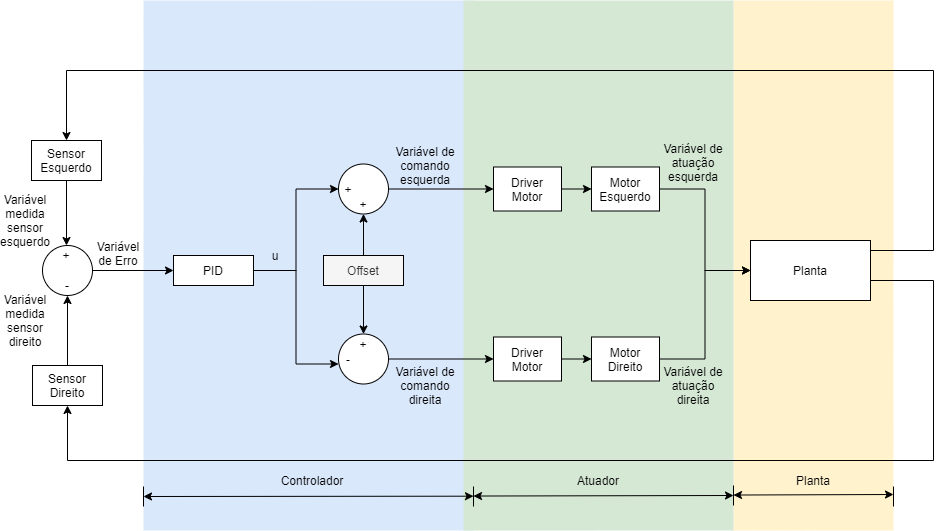 Sensor
Esquerdo
Variável
medida
sensor
esquerdo
+
-
Variável
de Erro
Variável
medida
sensor
direito
Sensor
Direito
PID
u
+
+
Offset
+
-
Variável de
comando
esquerda
Variável de
comando
direita
Driver
Motor
Motor
Esquerdo
Variável de
atuação
esquerda
Driver
Motor
Motor
Direito
Variável de
atuação
direita
Planta
Controlador
Atuador
Planta